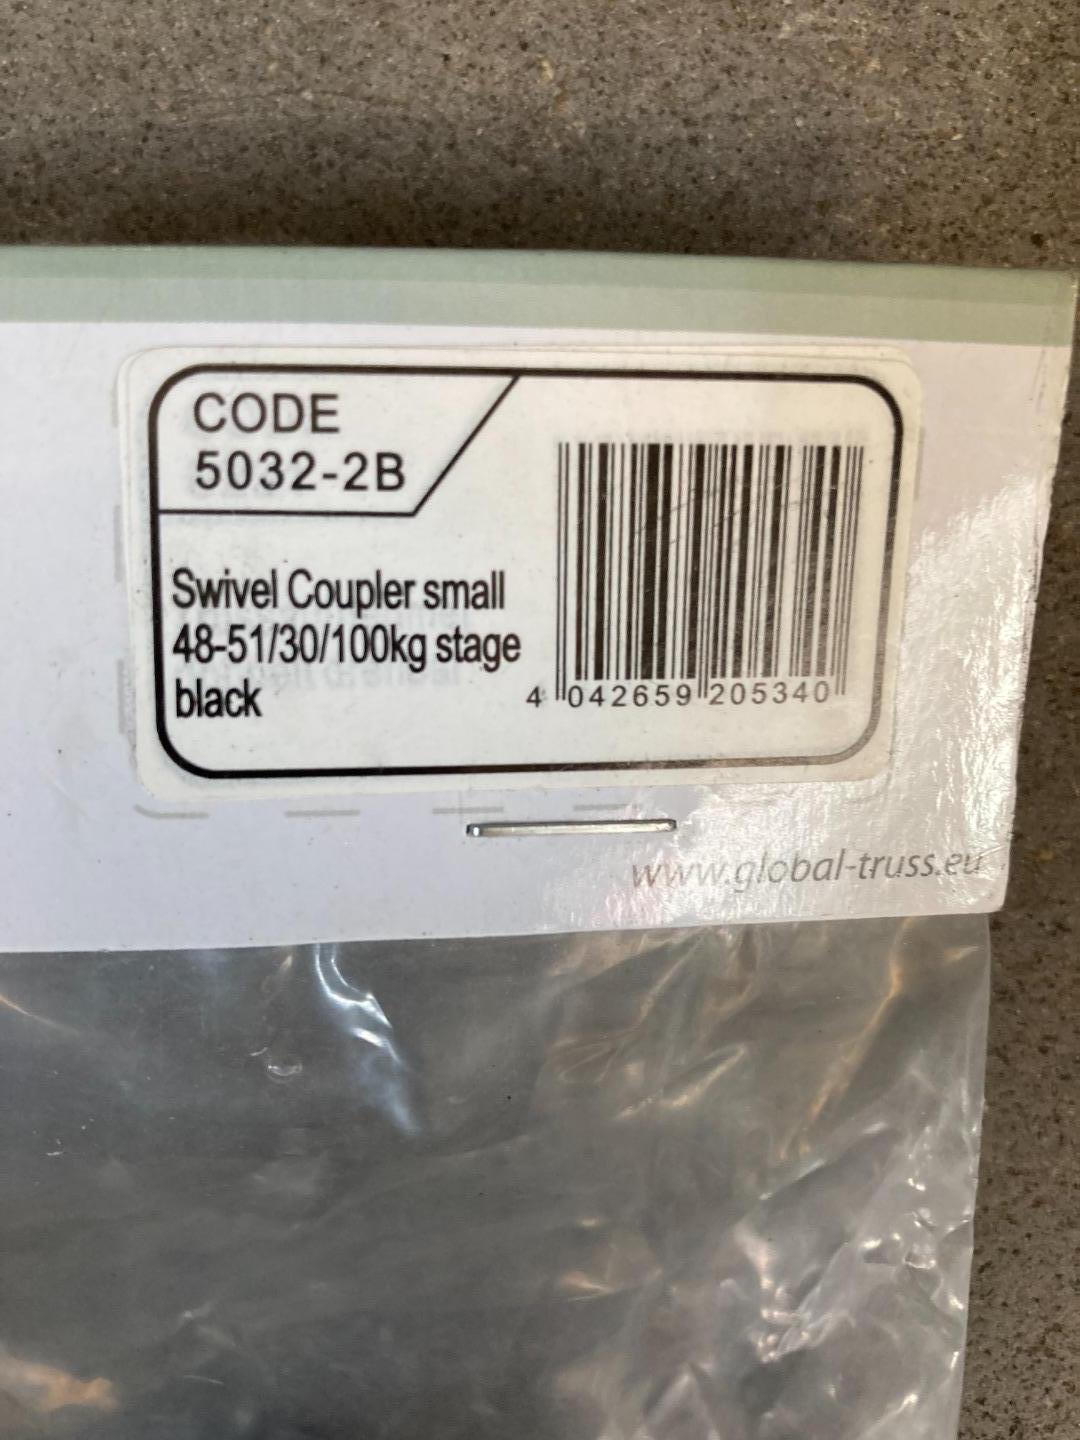 CODE
5032-2B
Swivel Coupler small
48-51/30/100kg stage
black
4 042659 205340
www.global-truss.eu